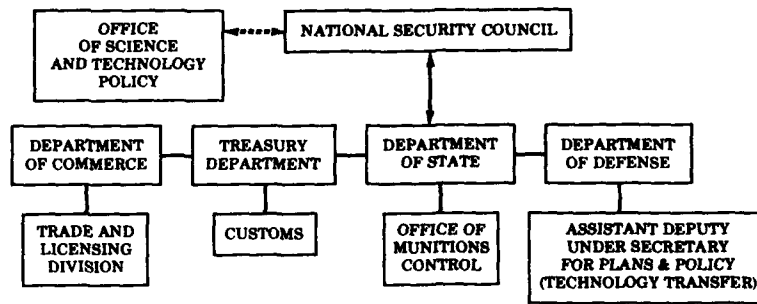 OFFICE
OF SCIENCE
AND TECHNOLOGY
POLICY
NATIONAL SECURITY COUNCIL
DEPARTMENT
OF COMMERCE
TREASURY
DEPARTMENT
DEPARTMENT
OF STATE
DEPARTMENT
OF DEFENSE
TRADE AND
LICENSING
DIVISION
CUSTOMS
OFFICE OF
MUNITIONS
CONTROL
ASSISTANT DEPUTY
UNDER SECRETARY
FOR PLANS & POLICY
(TECHNOLOGY TRANSFER)